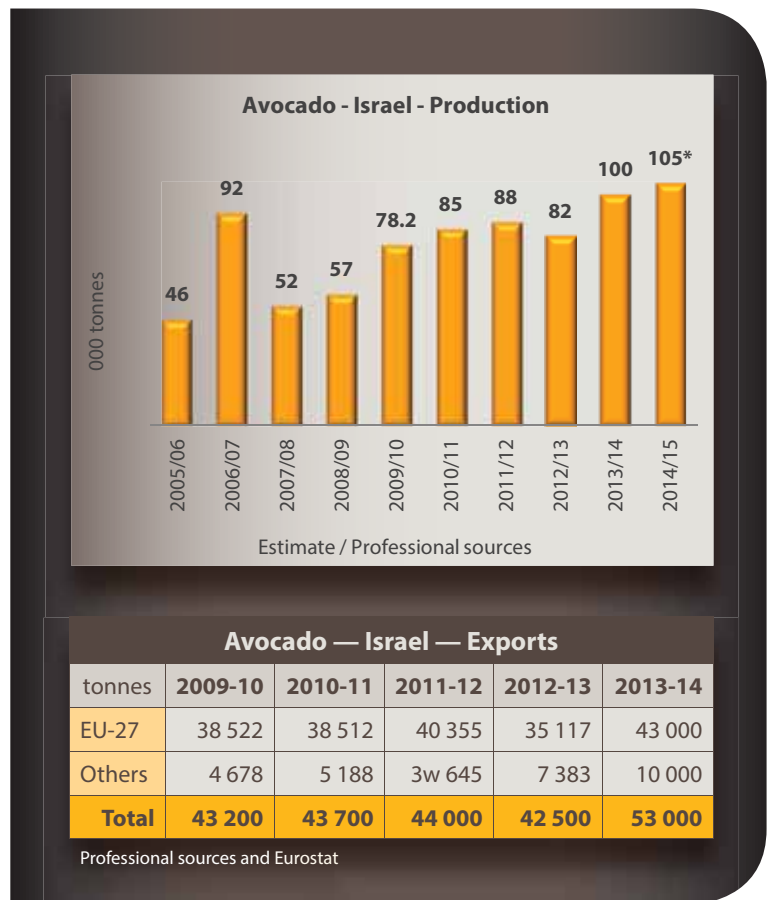 Avocado - Israel - Production
000 tonnes
46
92
52
57
78.2
85
88
82
100
105*
2005/06
2006/07
2007/08
2008/09
2009/10
2010/11
2011/12
2012/13
2013/14
2014/15
Estimate / Professional sources
Avocado — Israel — Exports
tonnes 2009-10 2010-11 2011-12 2012-13 2013-14
EU-27 38 522 38 512 40 355 35 117 43 000
Others 4 678 5 188 3w 645 7 383 10 000
Total 43 200 43 700 44 000 42 500 53 000
Professional sources and Eurostat